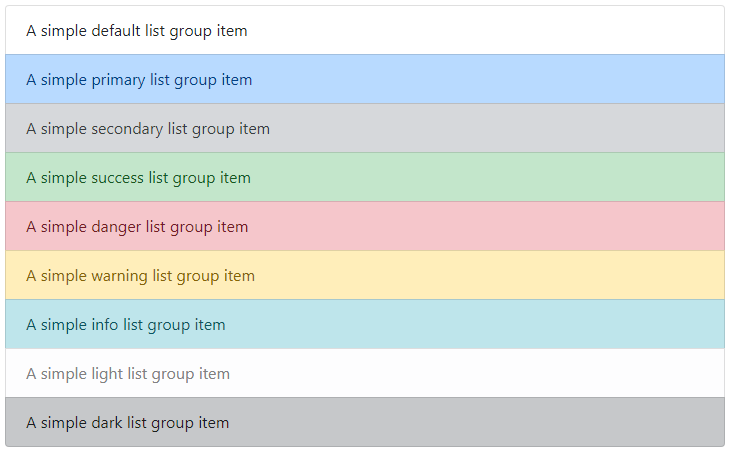 A simple default list group item
A simple primary list group item
A simple secondary list group item
A simple success list group item
A simple danger list group item
A simple warning list group item
A simple info list group item
A simple light list group item
A simple dark list group item